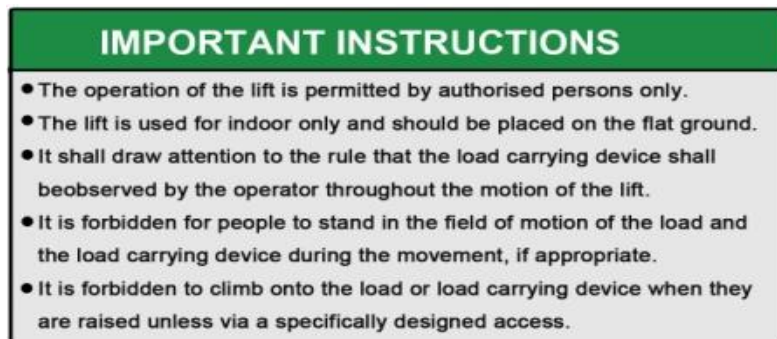 IMPORTANT INSTRUCTIONS
● The operation of the lift is permitted by authorised persons only.
● The lift is used for indoor only and should be placed on the flat ground.
● It shall draw attention to the rule that the load carrying device shall
beobserved by the operator throughout the motion of the lift.
● It is forbidden for people to stand in the field of motion of the load and
the load carrying device during the movement, if appropriate.
● It is forbidden to climb onto the load or load carrying device when they
are raised unless via a specifically designed access.